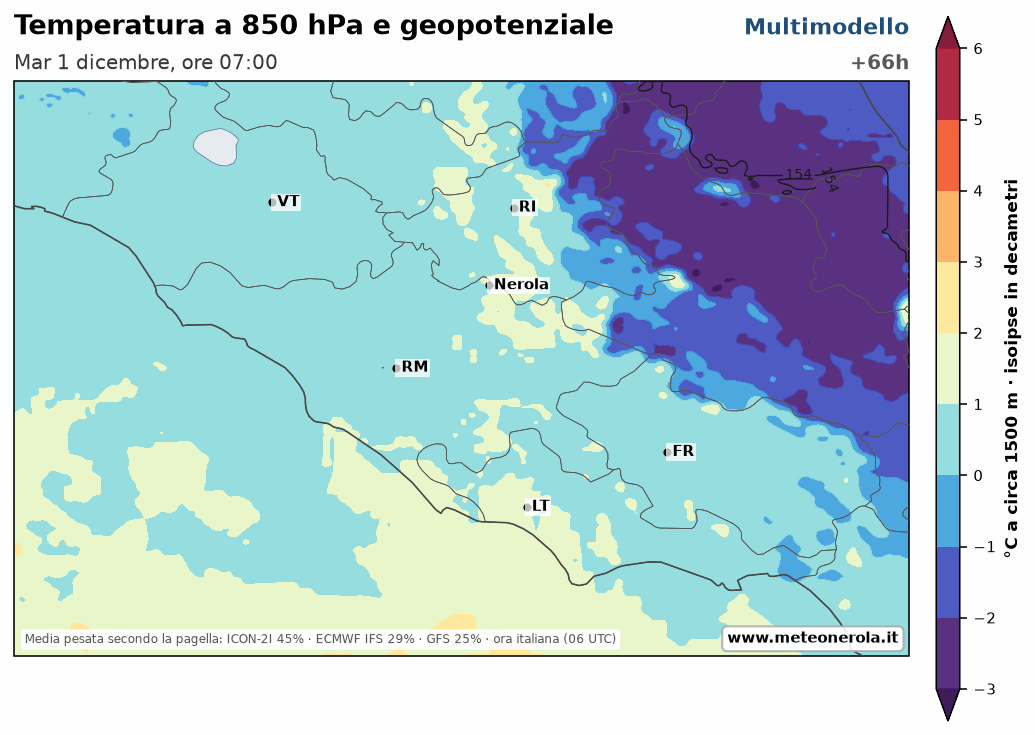 Temperatura a 850 hPa e geopotenziale
Multimodello
Mar 1 dicembre, ore 07:00
+66h
6
5
4
3
2
1
0
−1
−2
−3
°C a circa 1500 m · isoipse in decametri
154
154
VT
RI
Nerola
RM
FR
LT
Media pesata secondo la pagella: ICON-2I 45% · ECMWF IFS 29% · GFS 25% · ora italiana (06 UTC)
www.meteonerola.it